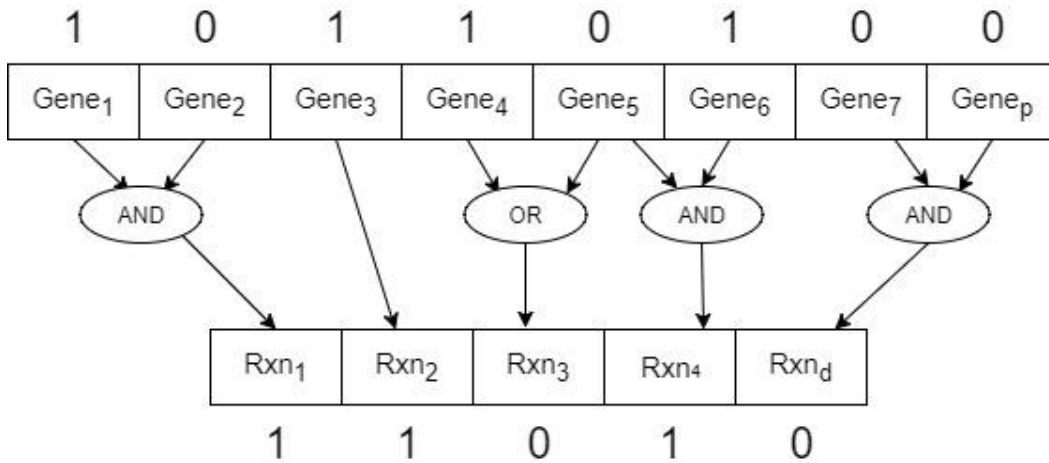 1 0 1 1 0 1 0 0
Gene₁ Gene₂ Gene₃ Gene₄ Gene₅ Gene₆ Gene₇ Geneₚ
AND OR AND AND
Rxn₁ Rxn₂ Rxn₃ Rxn₄ Rxn_d
1 1 0 1 0